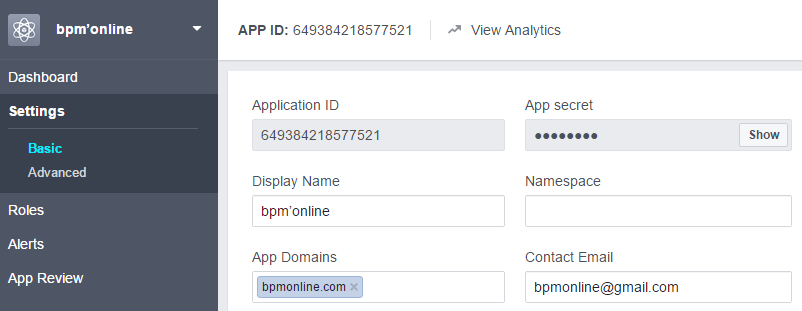 bpm’online
APP ID: 649384218577521
View Analytics
Dashboard
Settings
Basic
Advanced
Roles
Alerts
App Review
Application ID
App secret
649384218577521
●●●●●●●●
Show
Display Name
Namespace
bpm’online
App Domains
Contact Email
bpmonline.com ×
bpmonline@gmail.com